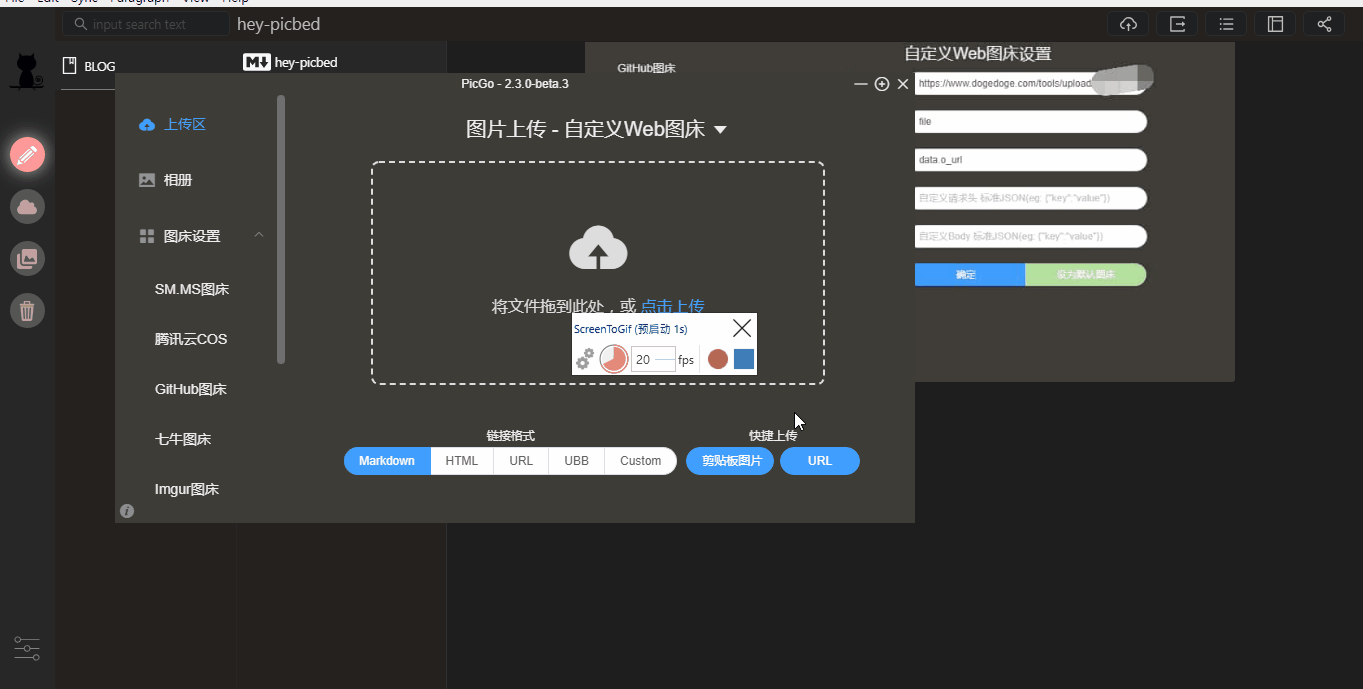 File Edit Sync Paragraph View Help
input search text
hey-picbed
BLOG
hey-picbed
GitHub图床
自定义Web图床设置
PicGo - 2.3.0-beta.3
https://www.dogedoge.com/tools/upload
file
data.o_url
自定义请求头 标准JSON(eg: {"key":"value"})
自定义Body 标准JSON(eg: {"key":"value"})
确定
设为默认图床
上传区
相册
图床设置
SM.MS图床
腾讯云COS
GitHub图床
七牛图床
Imgur图床
图片上传 - 自定义Web图床
将文件拖到此处，或 点击上传
ScreenToGif (预启动 1s)
20 fps
链接格式
快捷上传
Markdown
HTML
URL
UBB
Custom
剪贴板图片
URL